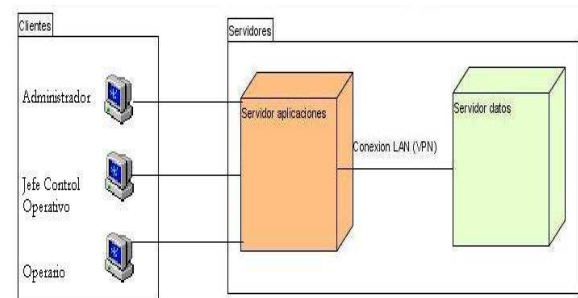 Clientes
Servidores
Administrador
Jefe Control
Operativo
Operario
Servidor aplicaciones
Conexion LAN (VPN)
Servidor datos